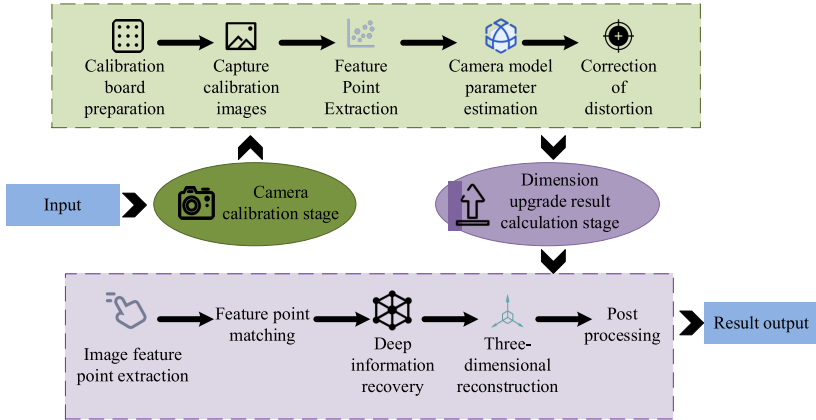 Calibration
board
preparation
Capture
calibration
images
Feature
Point
Extraction
Camera model
parameter
estimation
Correction
of
distortion
Input
Camera
calibration stage
Dimension
upgrade result
calculation stage
Image feature
point extraction
Feature point
matching
Deep
information
recovery
Three-
dimensional
reconstruction
Post
processing
Result output